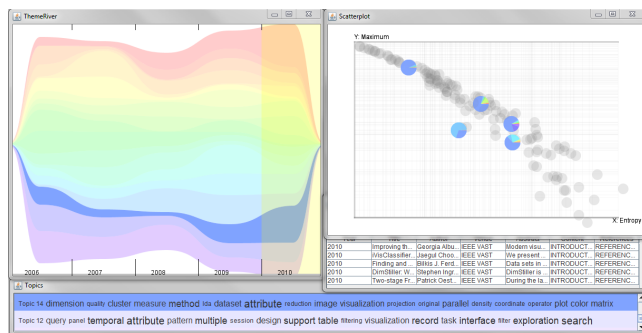 ThemeRiver
2006 2007 2008 2009 2010
Scatterplot
Y: Maximum
X: Entropy
2010 Improving th... Georgia Albu... IEEE VAST Modern visu... INTRODUCT... REFERENC...
2010 iVisClassifier... Jaegul Choo... IEEE VAST We present ... INTRODUCT... REFERENC...
2010 Finding and ... Bilkis J. Ferd... IEEE VAST Data sets in ... INTRODUCT... REFERENC...
2010 DimStiller: W... Stephen Ingr... IEEE VAST DimStiller is ... INTRODUCT... REFERENC...
2010 Two-stage Fr... Patrick Oest... IEEE VAST During the la... INTRODUCT... REFERENC...
Topics
Topic 14 dimension quality cluster measure method lda dataset attribute reduction image visualization projection original parallel density coordinate operator plot color matrix
Topic 12 query panel temporal attribute pattern multiple session design support table filtering visualization record task interface filter exploration search